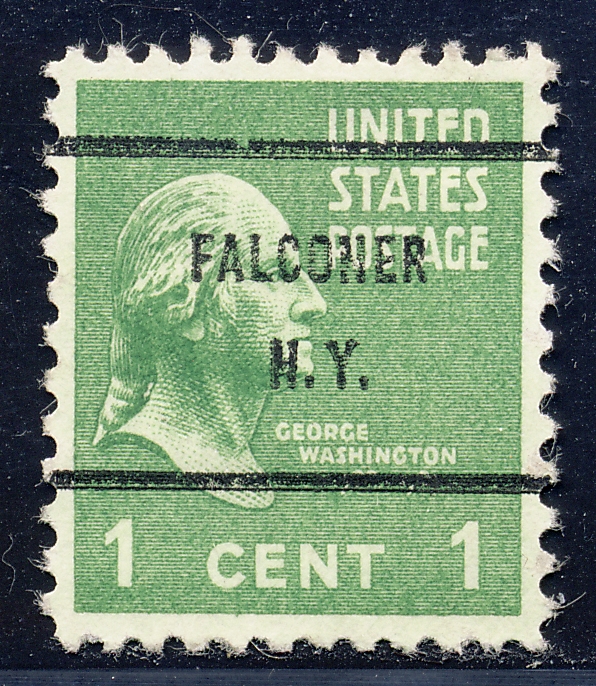 UNITED
STATES
POSTAGE
FALCONER
N.Y.
GEORGE
WASHINGTON
1 CENT 1